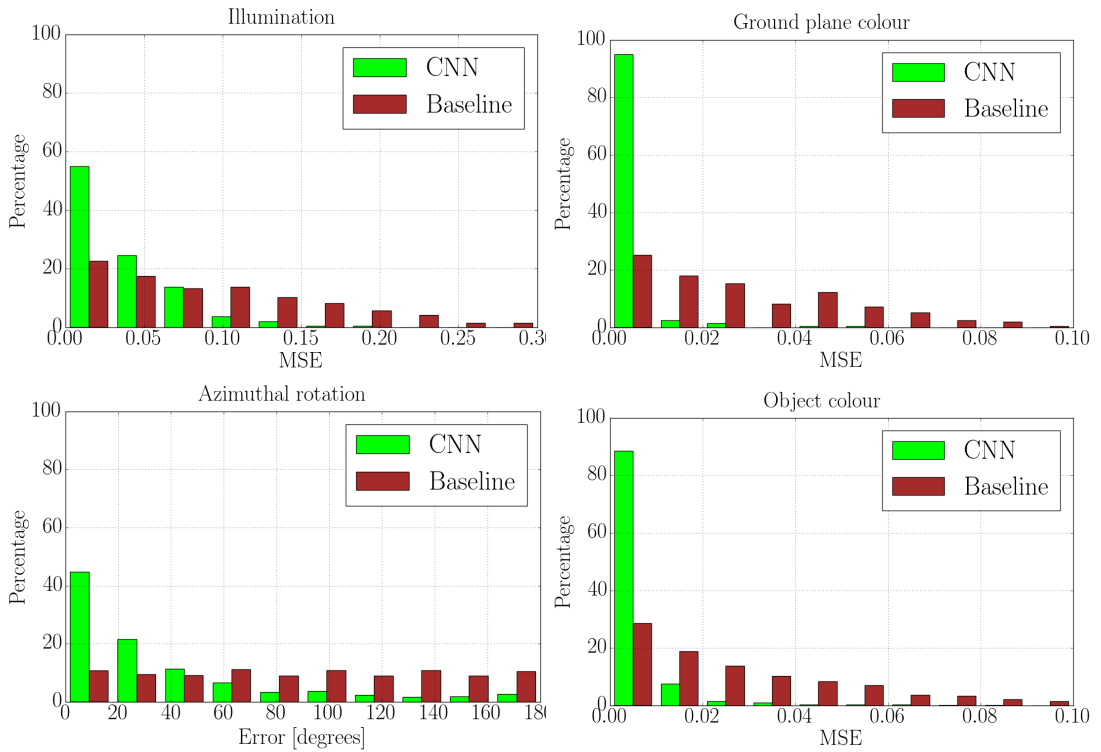 Illumination
100
80
60
40
20
0
Percentage
CNN
Baseline
0.00 0.05 0.10 0.15 0.20 0.25 0.30
MSE
Ground plane colour
100
80
60
40
20
0
Percentage
CNN
Baseline
0.00 0.02 0.04 0.06 0.08 0.10
MSE
Azimuthal rotation
100
80
60
40
20
0
Percentage
CNN
Baseline
0 20 40 60 80 100 120 140 160 180
Error [degrees]
Object colour
100
80
60
40
20
0
Percentage
CNN
Baseline
0.00 0.02 0.04 0.06 0.08 0.10
MSE